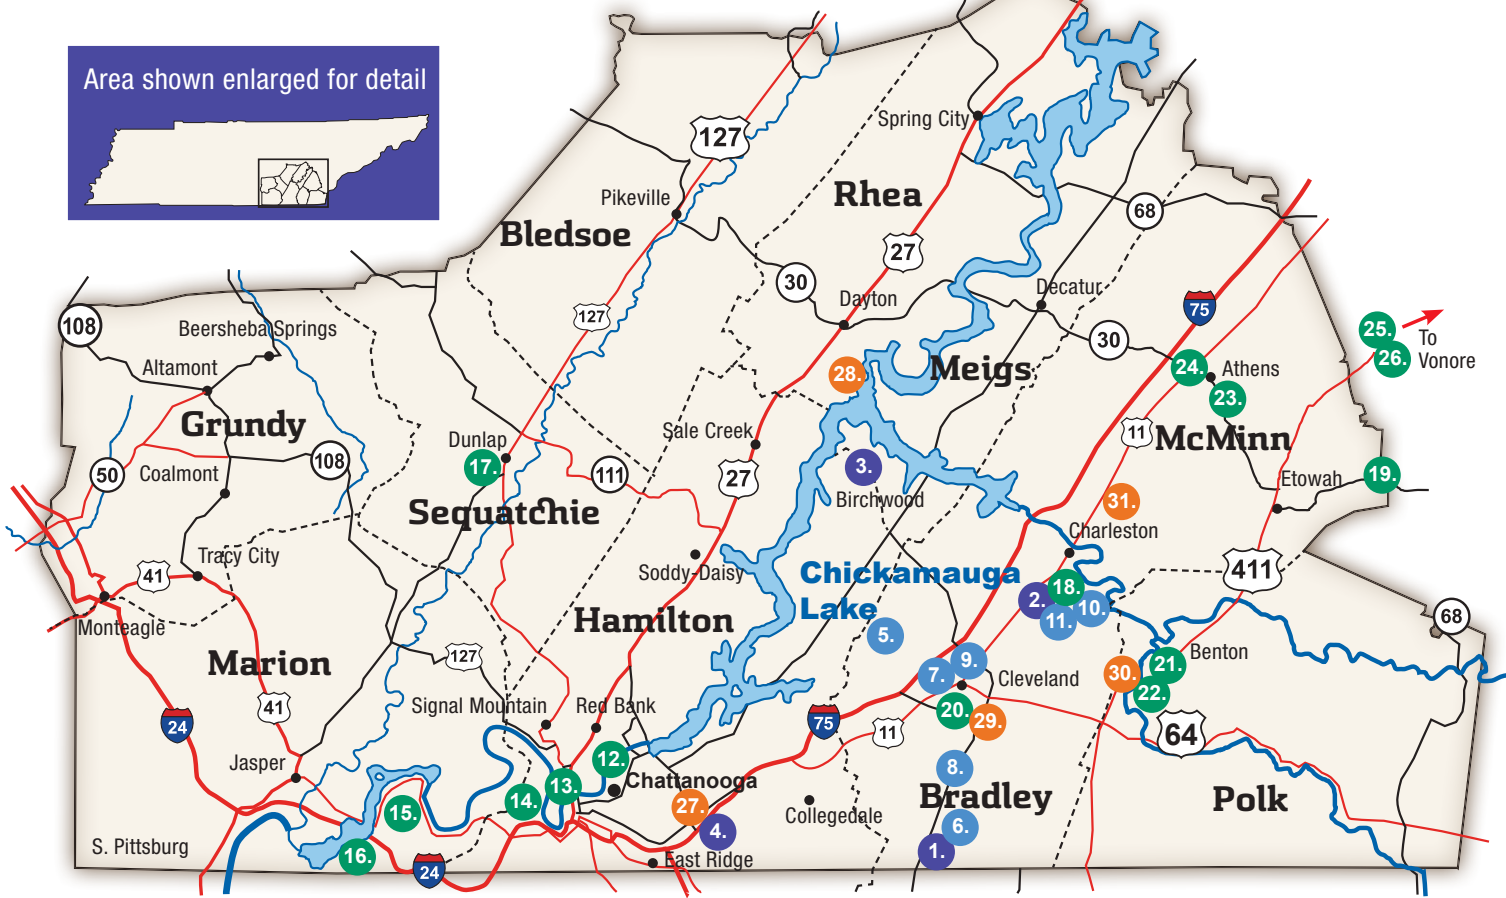 Area shown enlarged for detail
127
Spring City
Pikeville
Rhea
68
Bledsoe
27
30
Dayton
Decatur
127
75
108
Beersheba Springs
25.
To
Vonore
26.
30
Altamont
28.
Meigs
24.
Athens
23.
Grundy
11
McMinn
Sale Creek
Dunlap
17.
108
50
Coalmont
111
27
3.
Birchwood
Etowah
19.
Sequatchie
31.
Charleston
Tracy City
41
Soddy-Daisy
Chickamauga
Lake
411
2.
18.
10.
11.
Monteagle
Hamilton
5.
68
Marion
127
9.
7.
Cleveland
Benton
21.
30.
22.
Signal Mountain
Red Bank
41
24
75
11
20.
29.
64
Jasper
12.
Chattanooga
13.
14.
8.
Bradley
Polk
15.
27.
4.
Collegedale
6.
S. Pittsburg
16.
24
East Ridge
1.